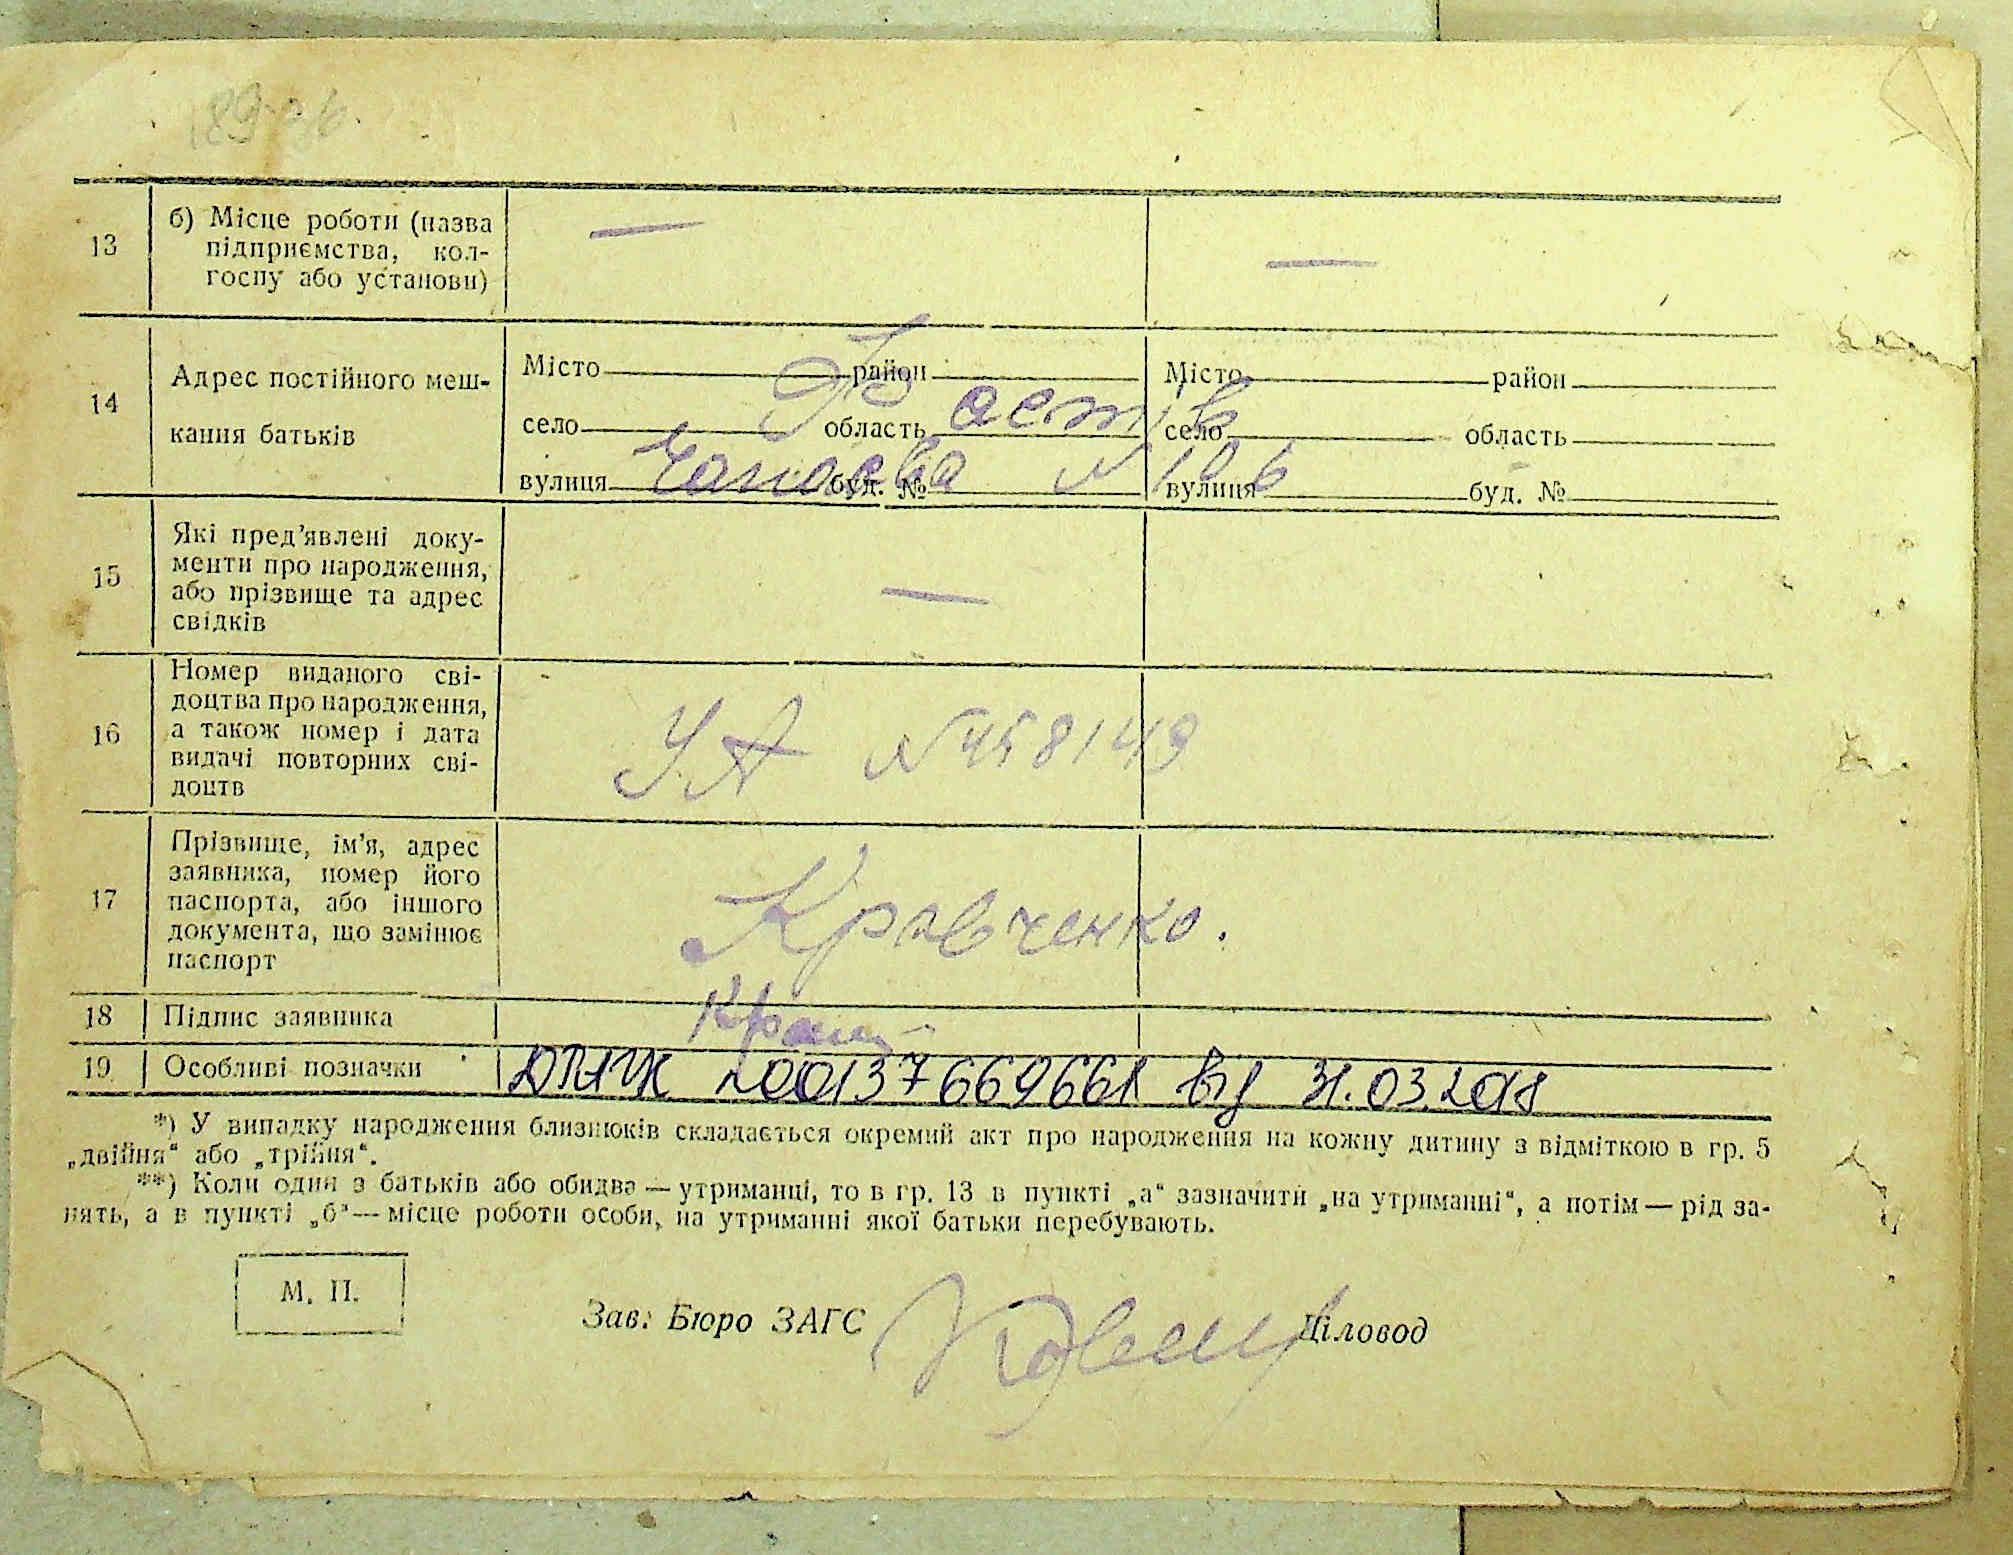 13
б) Місце роботи (назва
підприємства, кол-
госпу або установи)
—
—
14
Адрес постійного меш-
кання батьків
Місто район
Місто район
Фастів
село область
село область
Чапаєва № 106
вулиця буд. №
вулиця буд. №
15
Які пред’явлені доку-
менти про народження,
або прізвище та адрес
свідків
—
16
Номер виданого сві-
доцтва про народження,
а також номер і дата
видачі повторних сві-
доцтв
УА № 458149
17
Прізвище, ім’я, адрес
заявника, номер його
паспорта, або іншого
документа, що замінює
паспорт
Кравченко.
18
Підпис заявника
19
Особливі позначки
00137669661 від 31.03.2018
*) У випадку народження близнюків складається окремий акт про народження на кожну дитину з відміткою в гр. 5
„двійня“ або „трійня“.
**) Коли один з батьків або обидва — утриманці, то в гр. 13 в пункті „а“ зазначити „на утриманні“, а потім — рід за-
нять, а в пункті „б“ — місце роботи особи, на утриманні якої батьки перебувають.
М. П.
Зав. Бюро ЗАГС
Діловод